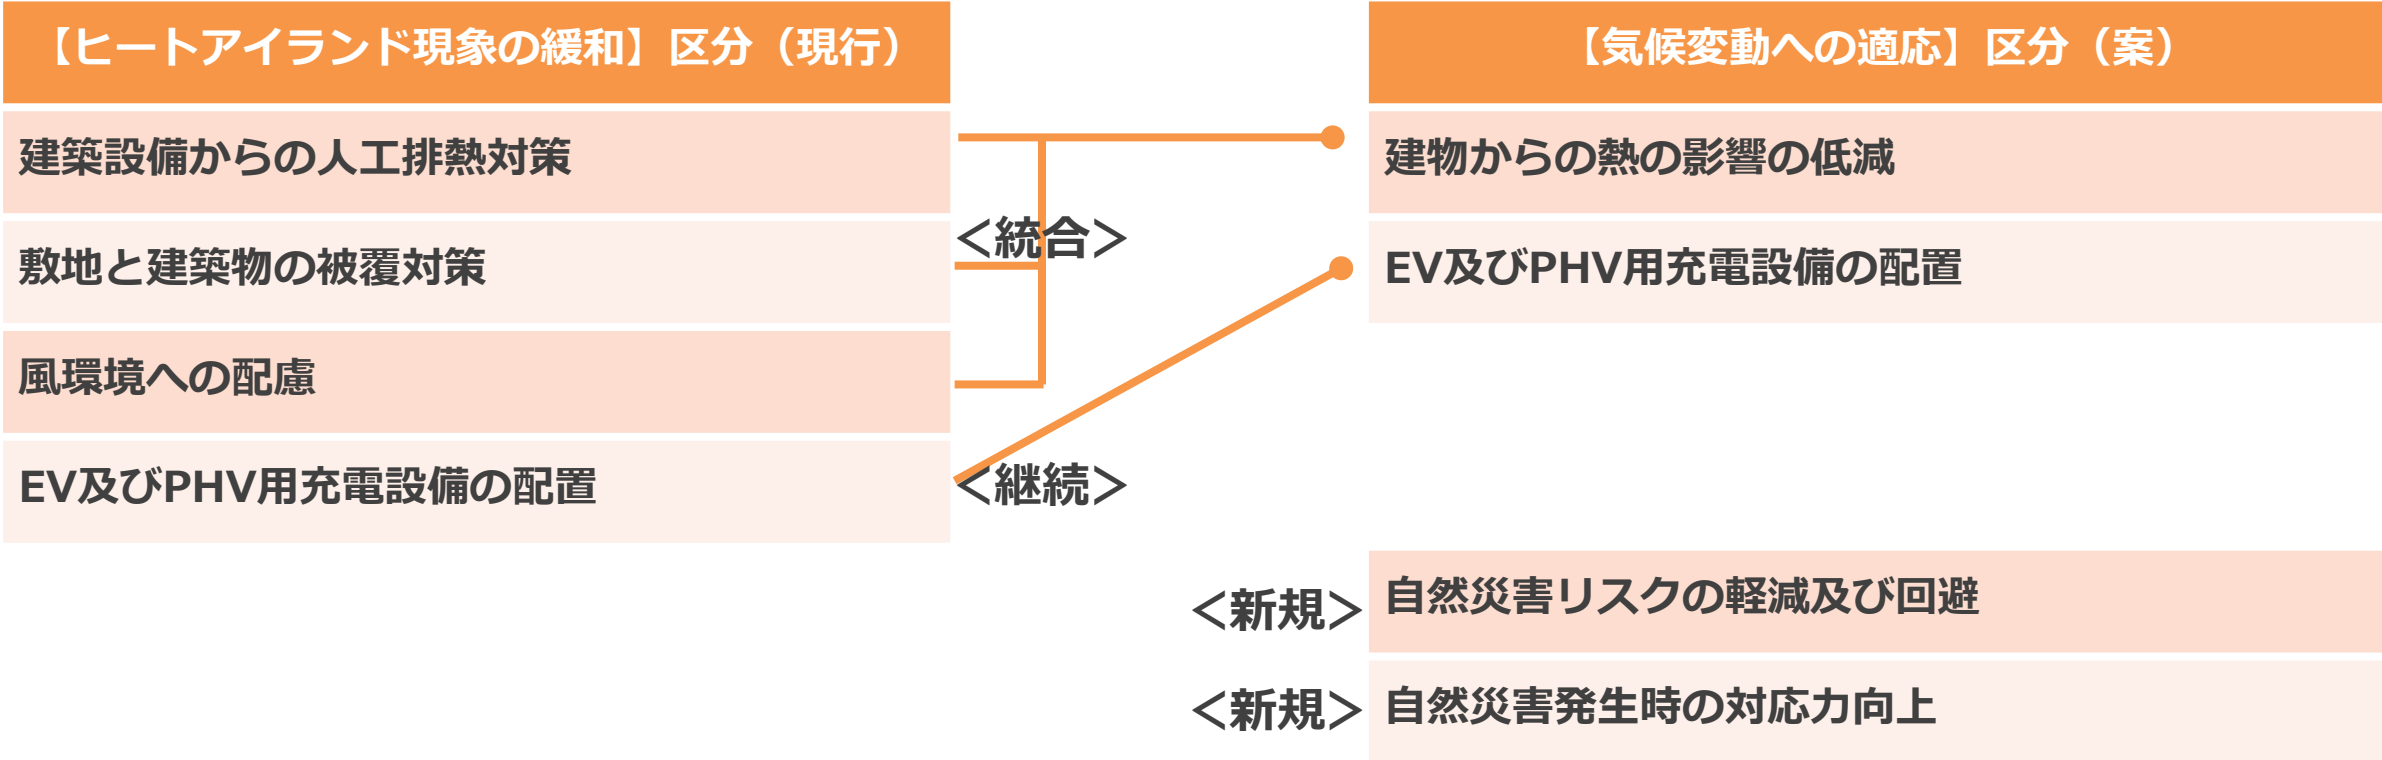 【ヒートアイランド現象の緩和】区分（現行）
建築設備からの人工排熱対策
敷地と建築物の被覆対策
風環境への配慮
EV及びPHV用充電設備の配置
＜統合＞
＜継続＞
【気候変動への適応】区分（案）
建物からの熱の影響の低減
EV及びPHV用充電設備の配置
＜新規＞
自然災害リスクの軽減及び回避
＜新規＞
自然災害発生時の対応力向上